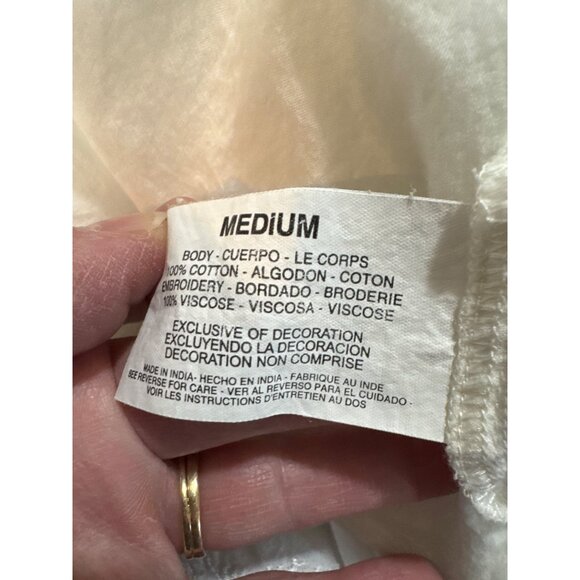 MEDiUM
BODY - CUERPO - LE CORPS
100% COTTON - ALGODON - COTON
EMBROIDERY - BORDADO - BRODERIE
100% VISCOSE - VISCOSA - VISCOSE
EXCLUSIVE OF DECORATION
EXCLUYENDO LA DECORACION
DECORATION NON COMPRISE
MADE IN INDIA- HECHO EN INDIA - FABRIQUE AU INDE
SEE REVERSE FOR CARE - VER AL REVERSO PARA EL CUIDADO -
VOIR LES INSTRUCTIONS D'ENTRETIEN AU DOS